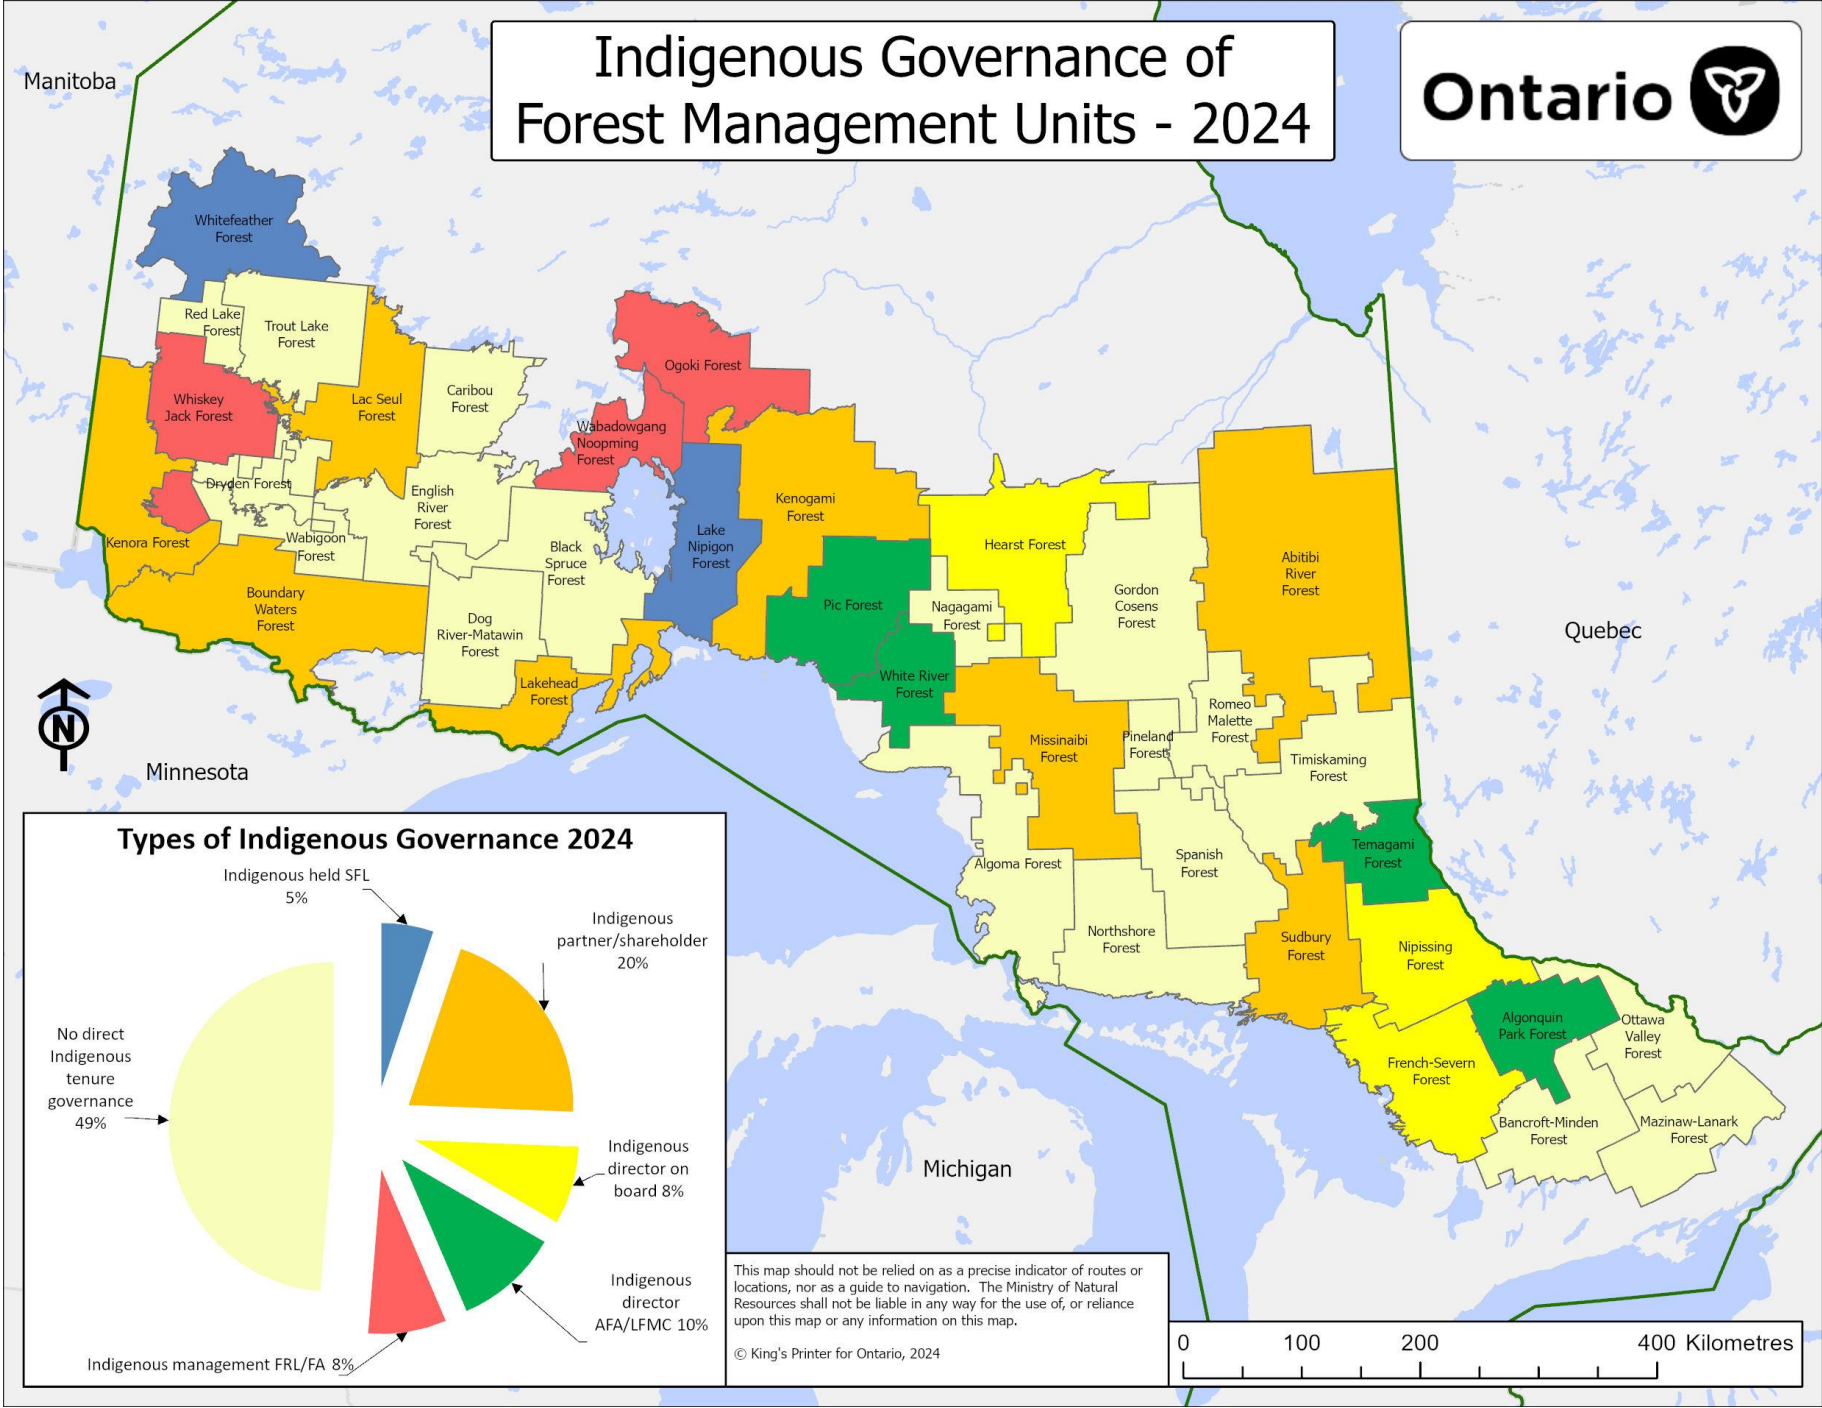 Indigenous Governance of
Forest Management Units - 2024
Ontario
Manitoba
Whitefeather
Forest
Red Lake
Forest
Trout Lake
Forest
Ogoki Forest
Whiskey
Jack Forest
Lac Seul
Forest
Caribou
Forest
Wabadowgang
Noopming
Forest
Dryden Forest
English
River
Forest
Kenogami
Forest
Kenora Forest
Wabigoon
Forest
Black
Spruce
Forest
Lake
Nipigon
Forest
Hearst Forest
Abitibi
River
Forest
Boundary
Waters
Forest
Dog
River-Matawin
Forest
Pic Forest
Nagagami
Forest
Gordon
Cosens
Forest
Quebec
Lakehead
Forest
White River
Forest
Romeo
Malette
Forest
Missinaibi
Forest
Pineland
Forest
Timiskaming
Forest
N
Minnesota
Temagami
Forest
Algoma Forest
Spanish
Forest
Northshore
Forest
Sudbury
Forest
Nipissing
Forest
Algonquin
Park Forest
Ottawa
Valley
Forest
French-Severn
Forest
Bancroft-Minden
Forest
Mazinaw-Lanark
Forest
Michigan
Types of Indigenous Governance 2024
Indigenous held SFL
5%
Indigenous
partner/shareholder
20%
No direct
Indigenous
tenure
governance
49%
Indigenous
director on
board 8%
Indigenous
director
AFA/LFMC 10%
Indigenous management FRL/FA 8%
This map should not be relied on as a precise indicator of routes or
locations, nor as a guide to navigation. The Ministry of Natural
Resources shall not be liable in any way for the use of, or reliance
upon this map or any information on this map.
© King's Printer for Ontario, 2024
0 100 200 400 Kilometres